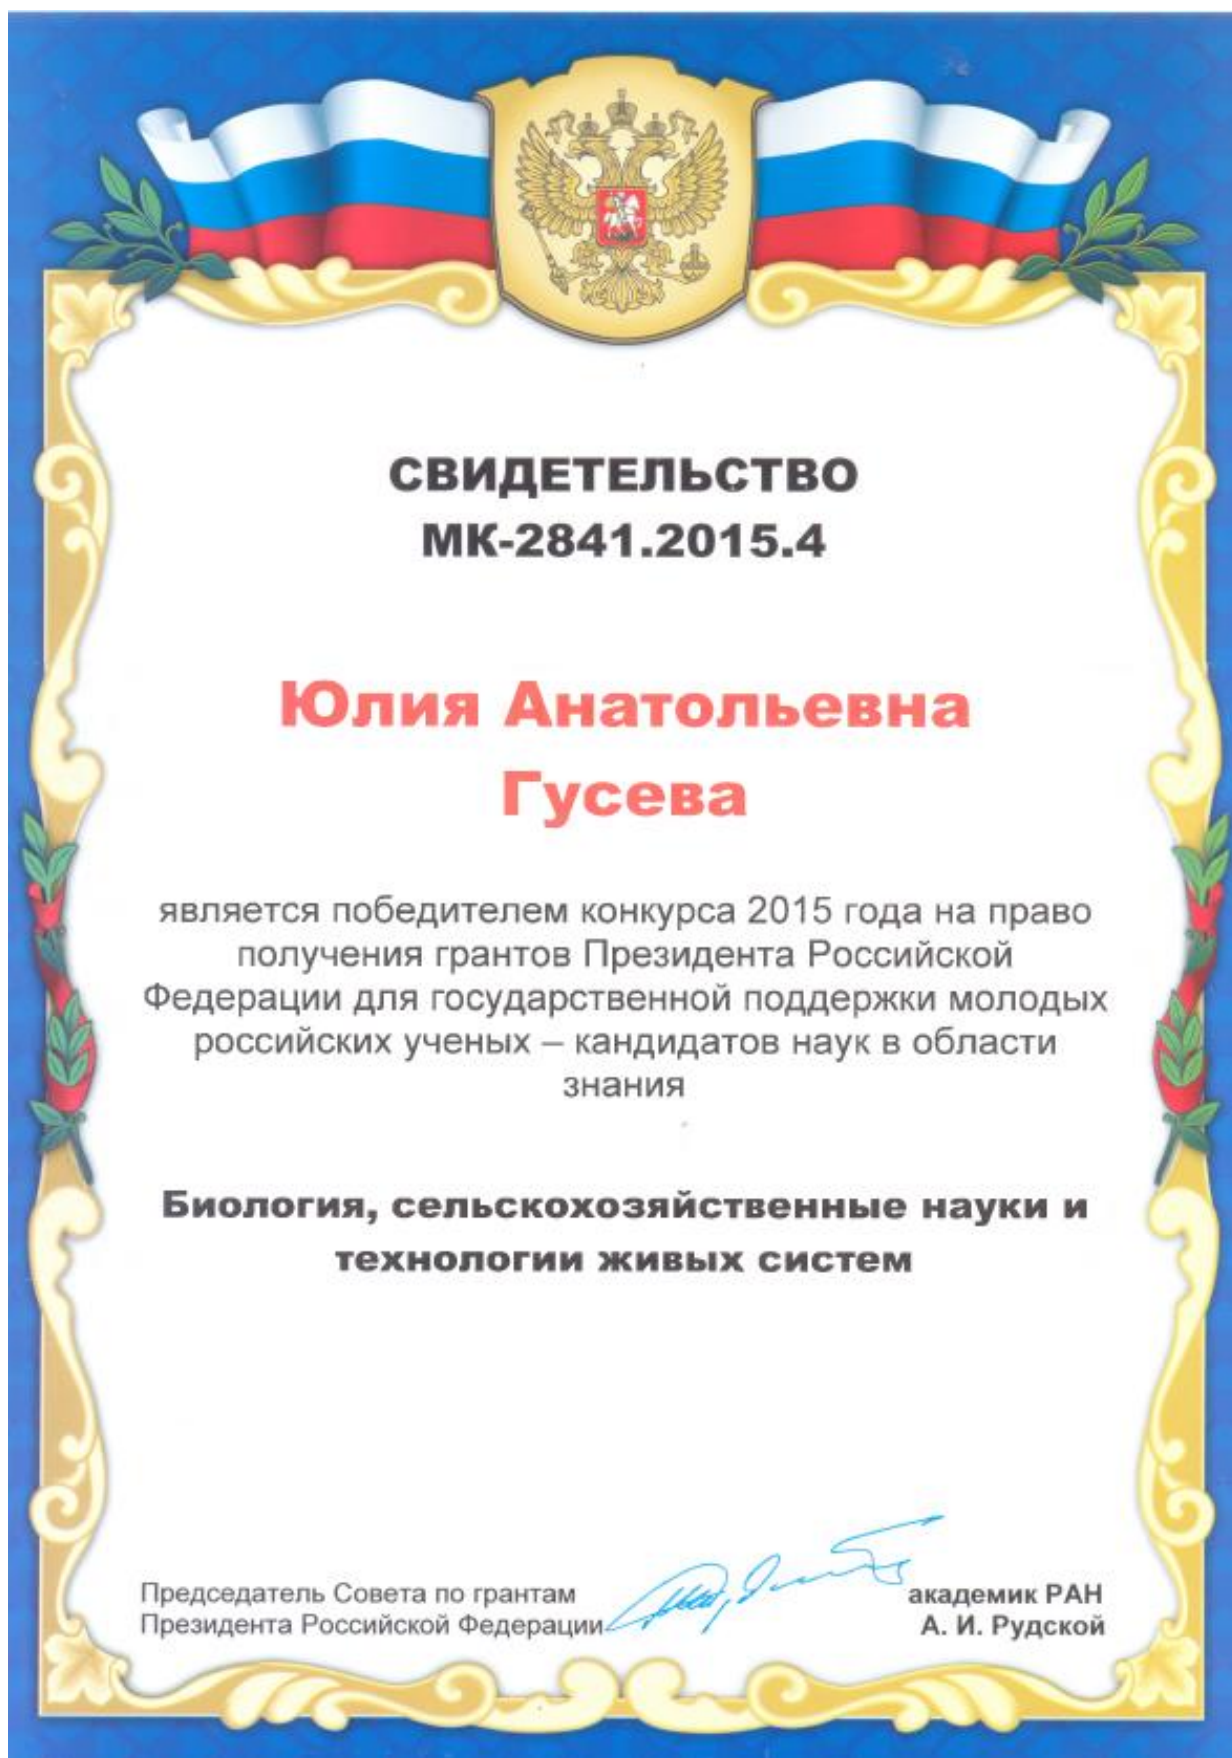 СВИДЕТЕЛЬСТВО
МК-2841.2015.4
Юлия Анатольевна
Гусева
является победителем конкурса 2015 года на право
получения грантов Президента Российской
Федерации для государственной поддержки молодых
российских ученых – кандидатов наук в области
знания
Биология, сельскохозяйственные науки и
технологии живых систем
Председатель Совета по грантам
Президента Российской Федерации
академик РАН
А. И. Рудской